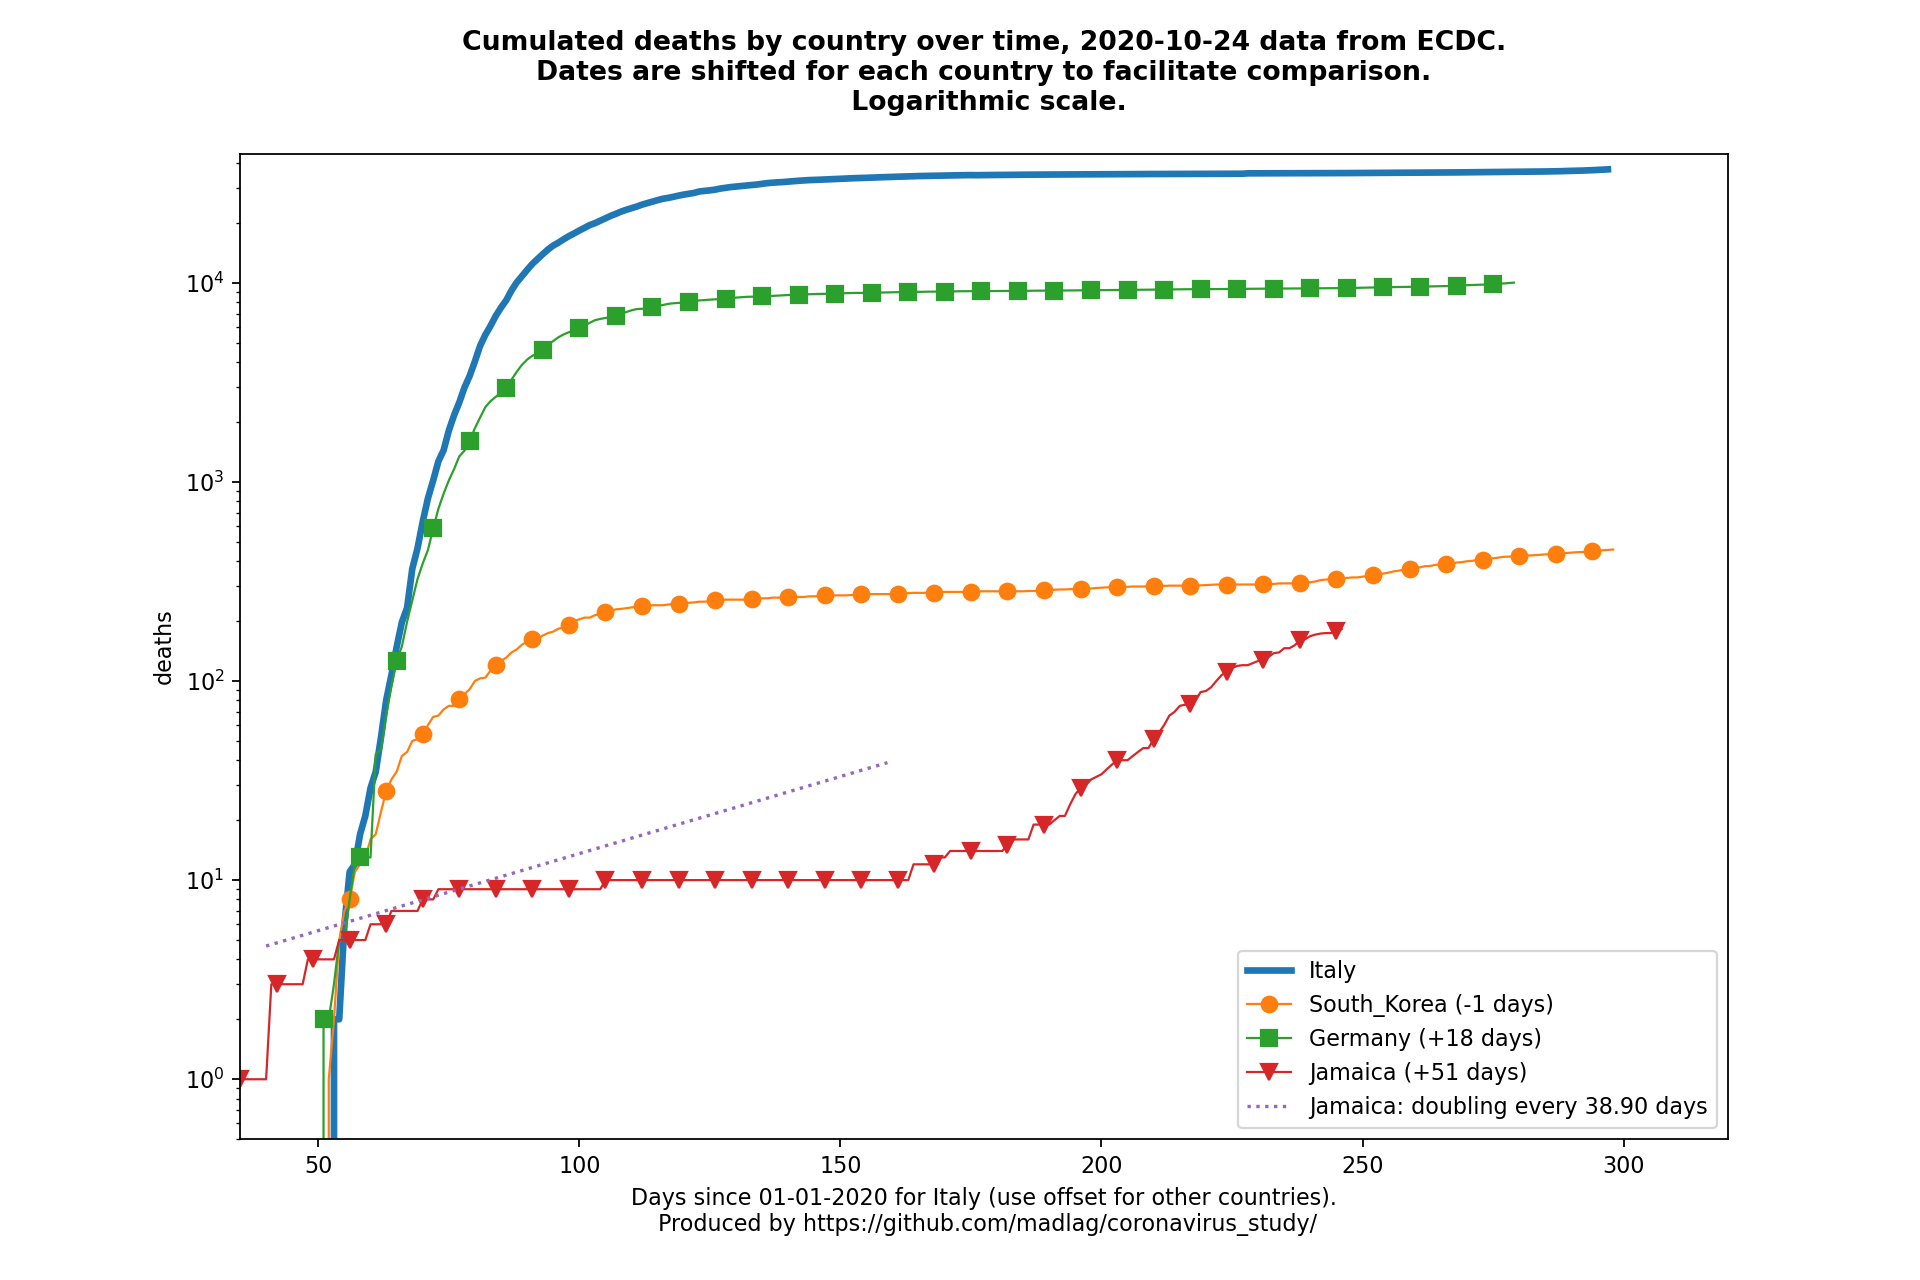 Cumulated deaths by country over time, 2020-10-24 data from ECDC.
Dates are shifted for each country to facilitate comparison.
Logarithmic scale.
10^4
10^3
10^2
10^1
10^0
deaths
Italy
South_Korea (-1 days)
Germany (+18 days)
Jamaica (+51 days)
Jamaica: doubling every 38.90 days
50 100 150 200 250 300
Days since 01-01-2020 for Italy (use offset for other countries).
Produced by https://github.com/madlag/coronavirus_study/